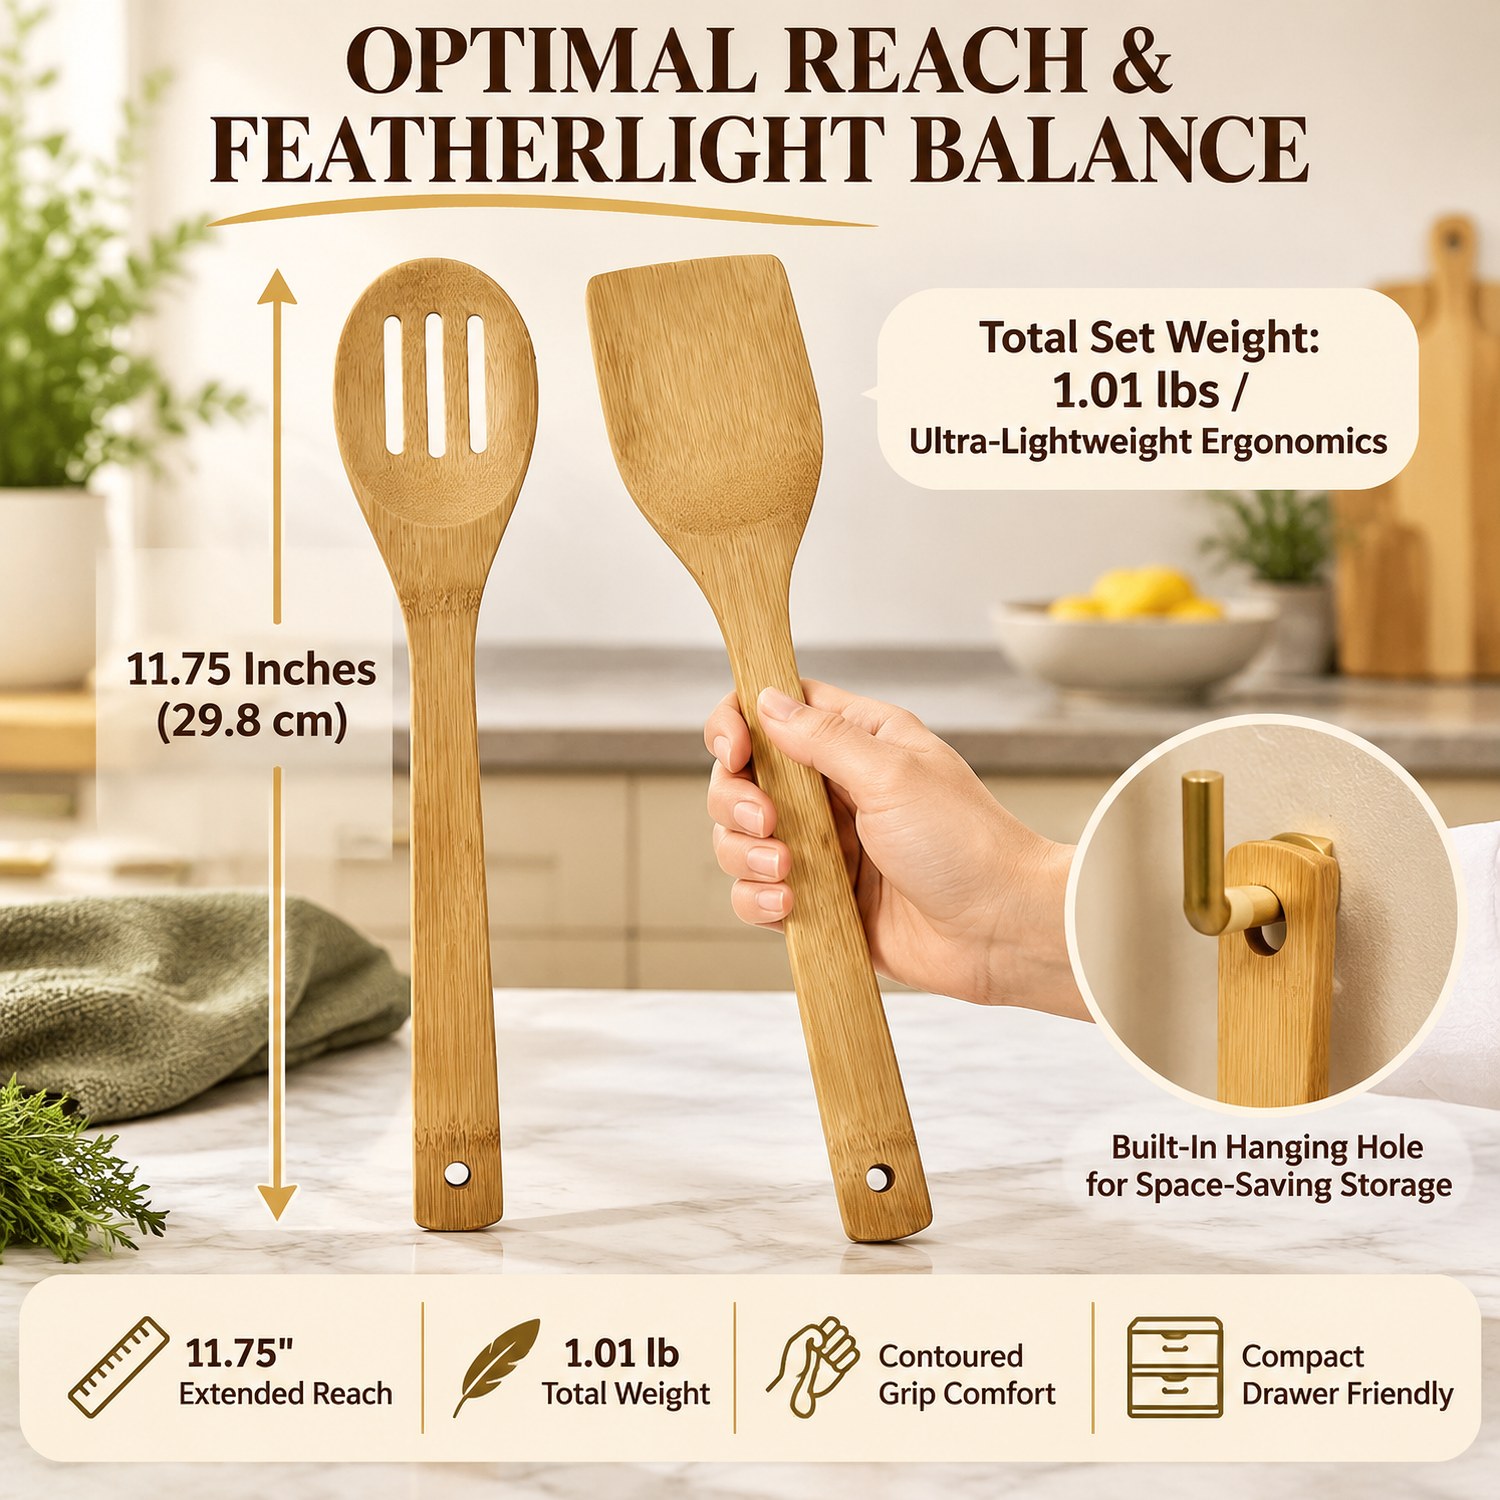 OPTIMAL REACH &
FEATHERLIGHT BALANCE
Total Set Weight:
1.01 lbs /
Ultra-Lightweight Ergonomics
11.75 Inches
(29.8 cm)
Built-In Hanging Hole
for Space-Saving Storage
11.75"
Extended Reach
1.01 lb
Total Weight
Contoured
Grip Comfort
Compact
Drawer Friendly